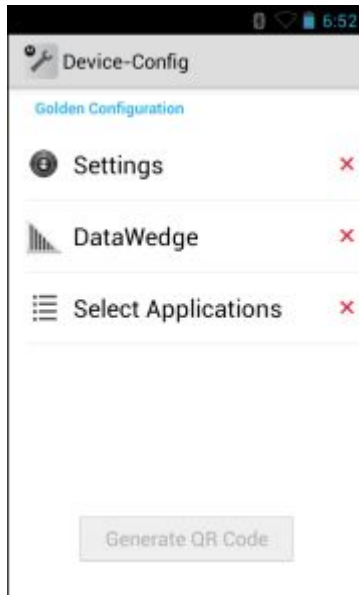 6:52
Device-Config
Golden Configuration
Settings
DataWedge
Select Applications
Generate QR Code